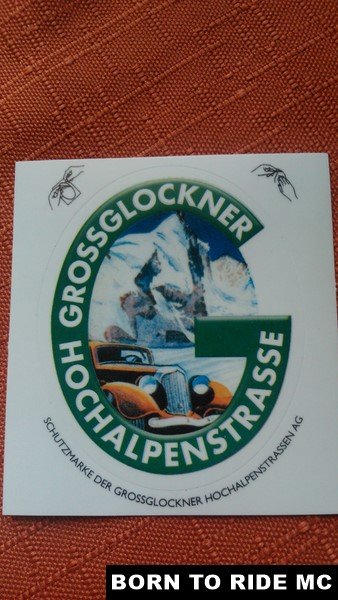 GROSSGLOCKNER
HOCHALPENSTRASSE
SCHUTZMARKE DER GROSSGLOCKNER HOCHALPENSTRASSEN AG
BORN TO RIDE MC